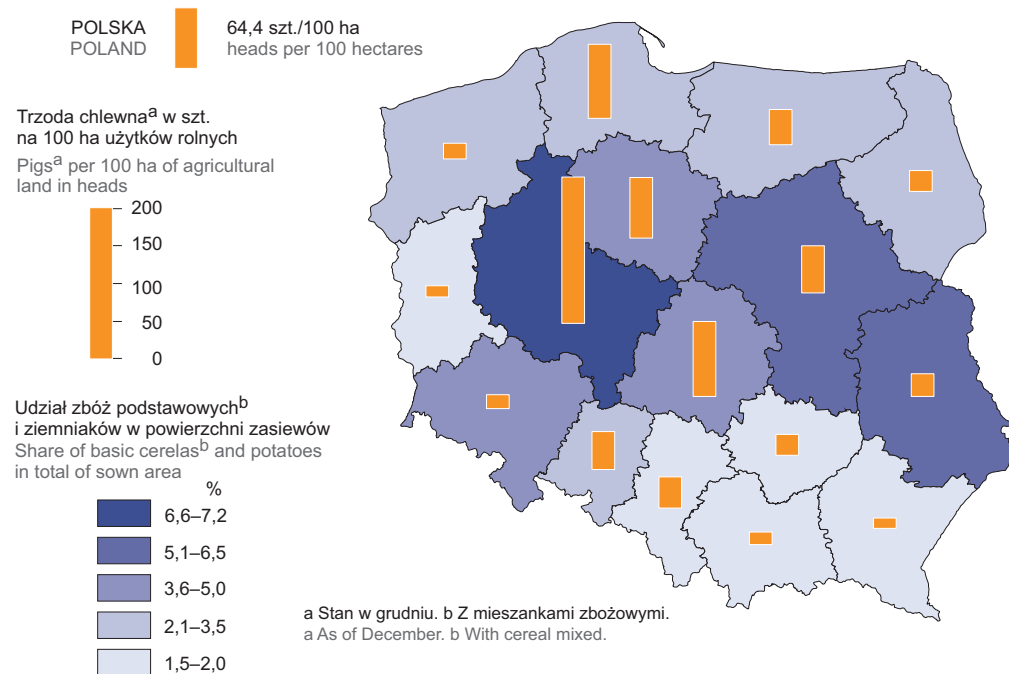 POLSKA
POLAND
64,4 szt./100 ha
heads per 100 hectares
Trzoda chlewnaᵃ w szt.
na 100 ha użytków rolnych
Pigsᵃ per 100 ha of agricultural
land in heads
200
150
100
50
0
Udział zbóż podstawowychᵇ
i ziemniaków w powierzchni zasiewów
Share of basic cerelasᵇ and potatoes
in total of sown area
%
6,6–7,2
5,1–6,5
3,6–5,0
2,1–3,5
1,5–2,0
a Stan w grudniu. b Z mieszankami zbożowymi.
a As of December. b With cereal mixed.